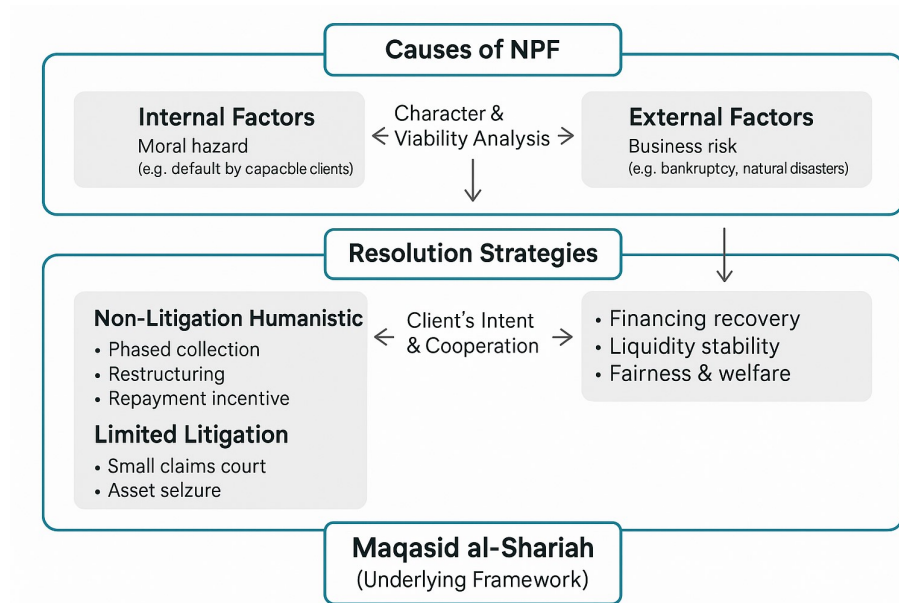 Causes of NPF
Internal Factors
Moral hazard
(e.g. default by capacble clients)
Character &
Viability Analysis
External Factors
Business risk
(e.g. bankruptcy, natural disasters)
Resolution Strategies
Non-Litigation Humanistic
• Phased collection
• Restructuring
• Repayment incentive
Limited Litigation
• Small claims court
• Asset selzure
Client's Intent
& Cooperation
• Financing recovery
• Liquidity stability
• Fairness & welfare
Maqasid al-Shariah
(Underlying Framework)